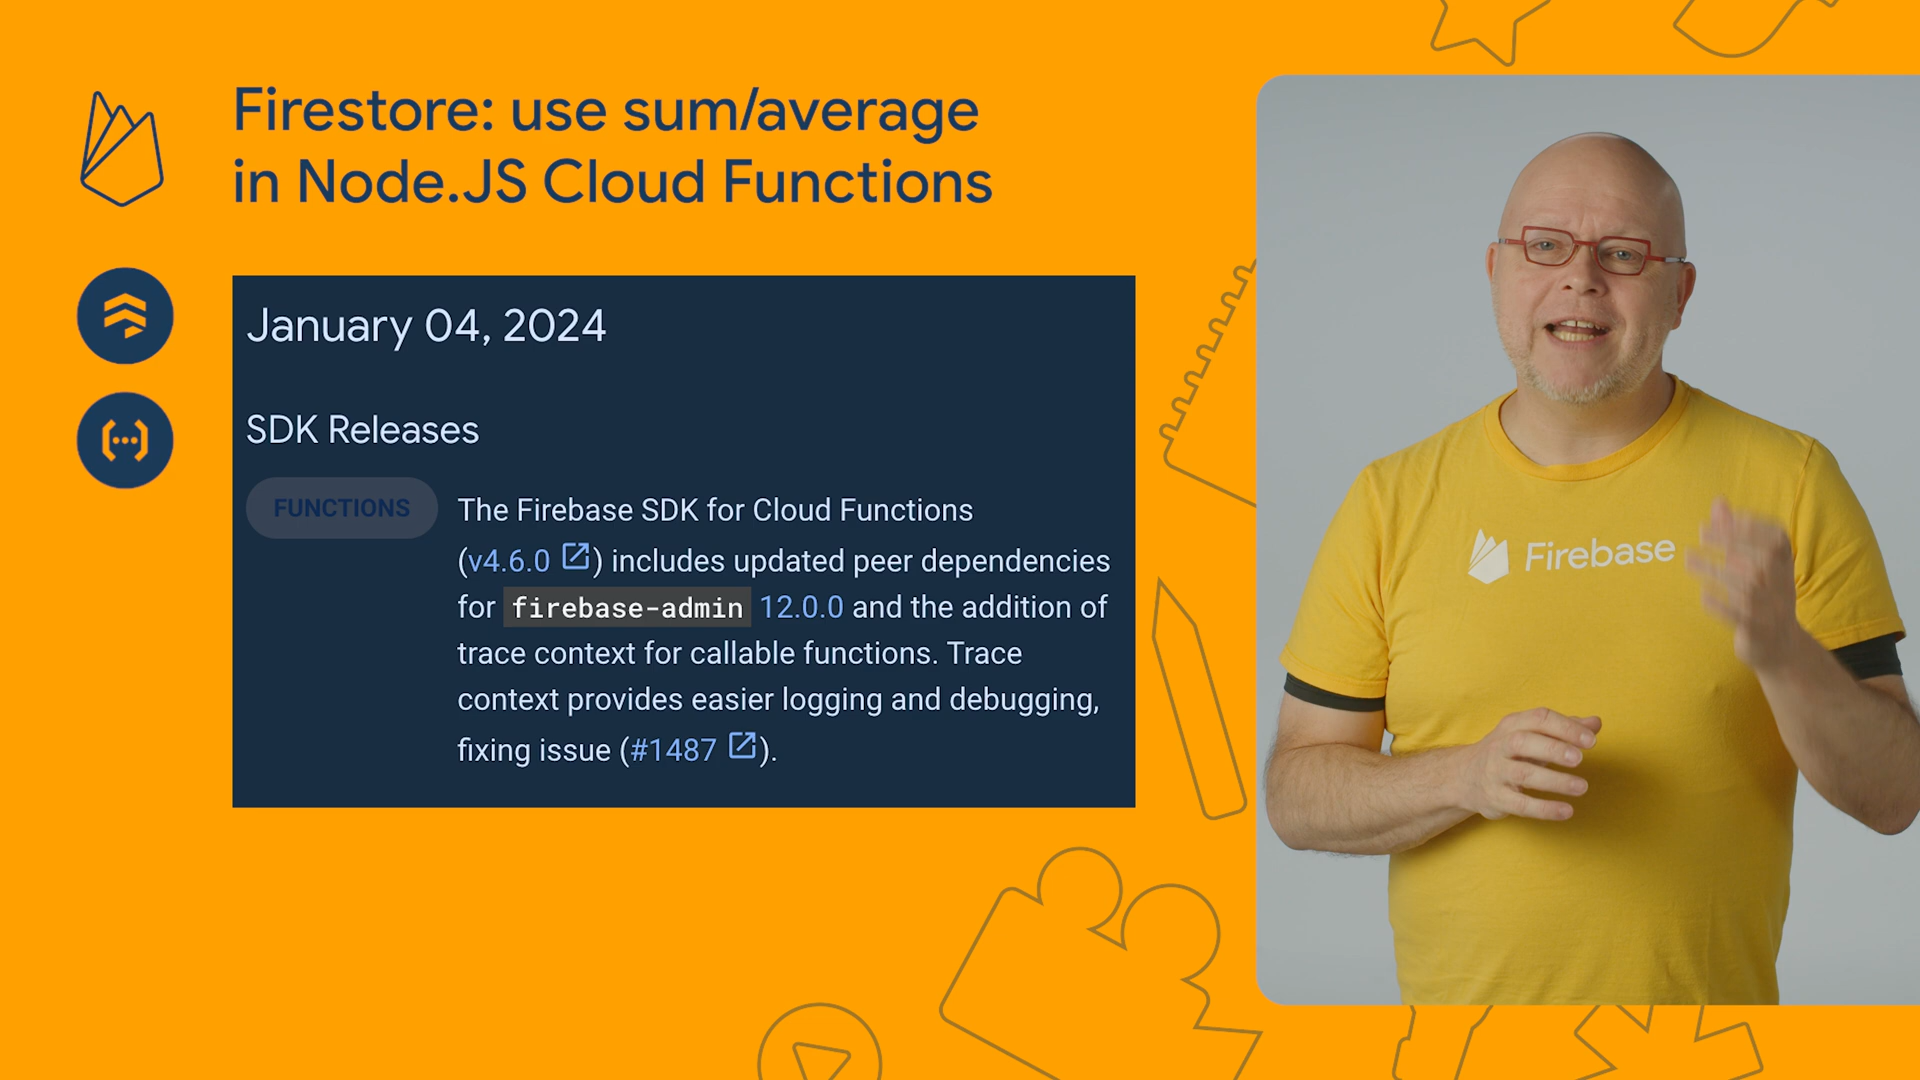 Firestore: use sum/average
in Node.JS Cloud Functions
January 04, 2024
SDK Releases
FUNCTIONS
The Firebase SDK for Cloud Functions
(v4.6.0) includes updated peer dependencies
for firebase-admin 12.0.0 and the addition of
trace context for callable functions. Trace
context provides easier logging and debugging,
fixing issue (#1487).
Firebase